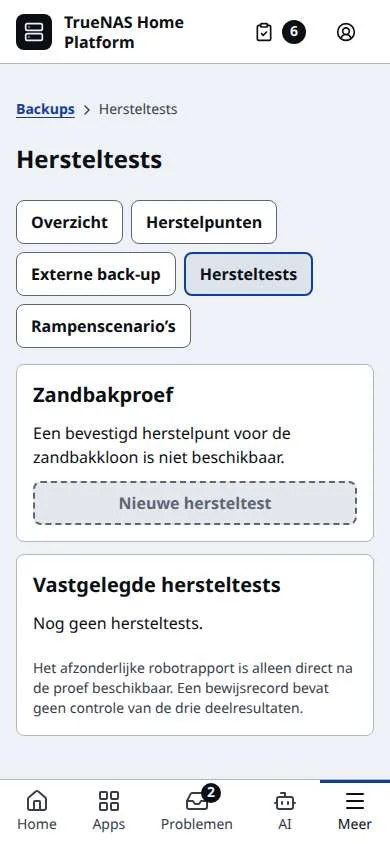 TrueNAS Home
Platform
6
Backups > Hersteltests
Hersteltests
Overzicht
Herstelpunten
Externe back-up
Hersteltests
Rampenscenario’s
Zandbakproef
Een bevestigd herstelpunt voor de
zandbakkloon is niet beschikbaar.
Nieuwe hersteltest
Vastgelegde hersteltests
Nog geen hersteltests.
Het afzonderlijke robotrapport is alleen direct na
de proef beschikbaar. Een bewijsrecord bevat
geen controle van de drie deelresultaten.
2
Home
Apps
Problemen
AI
Meer